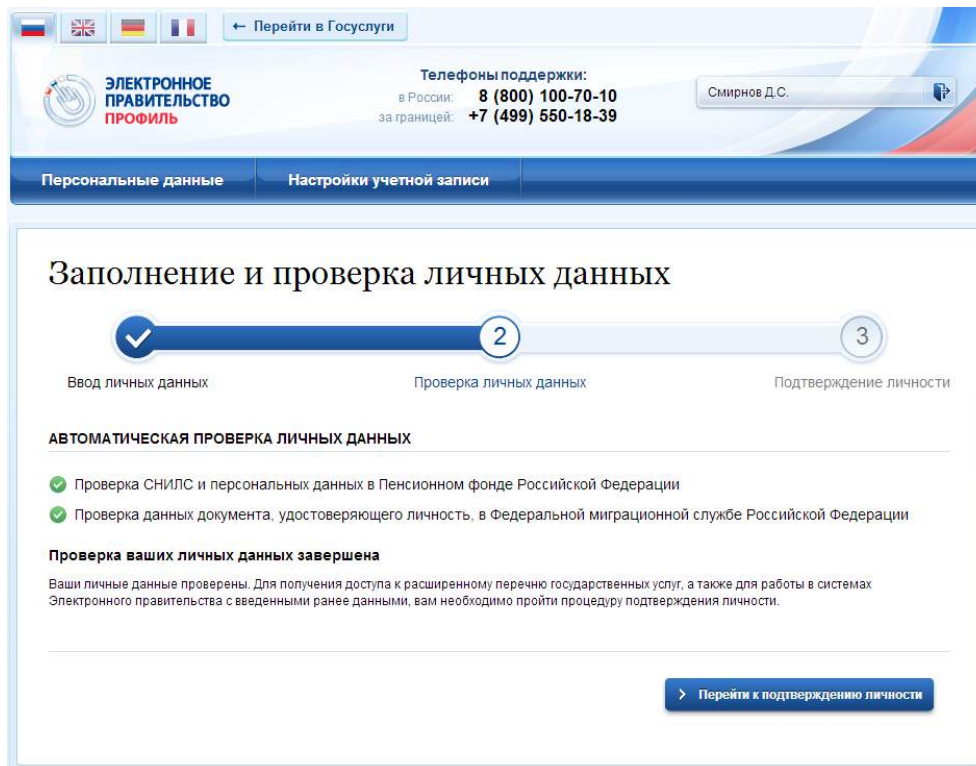 ← Перейти в Госуслуги
ЭЛЕКТРОННОЕ
ПРАВИТЕЛЬСТВО
ПРОФИЛЬ
Телефоны поддержки:
в России: 8 (800) 100-70-10
за границей: +7 (499) 550-18-39
Смирнов Д.С.
Персональные данные Настройки учетной записи
Заполнение и проверка личных данных
2 3
Ввод личных данных Проверка личных данных Подтверждение личности
АВТОМАТИЧЕСКАЯ ПРОВЕРКА ЛИЧНЫХ ДАННЫХ
Проверка СНИЛС и персональных данных в Пенсионном фонде Российской Федерации
Проверка данных документа, удостоверяющего личность, в Федеральной миграционной службе Российской Федерации
Проверка ваших личных данных завершена
Ваши личные данные проверены. Для получения доступа к расширенному перечню государственных услуг, а также для работы в системах
Электронного правительства с введенными ранее данными, вам необходимо пройти процедуру подтверждения личности.
Перейти к подтверждению личности